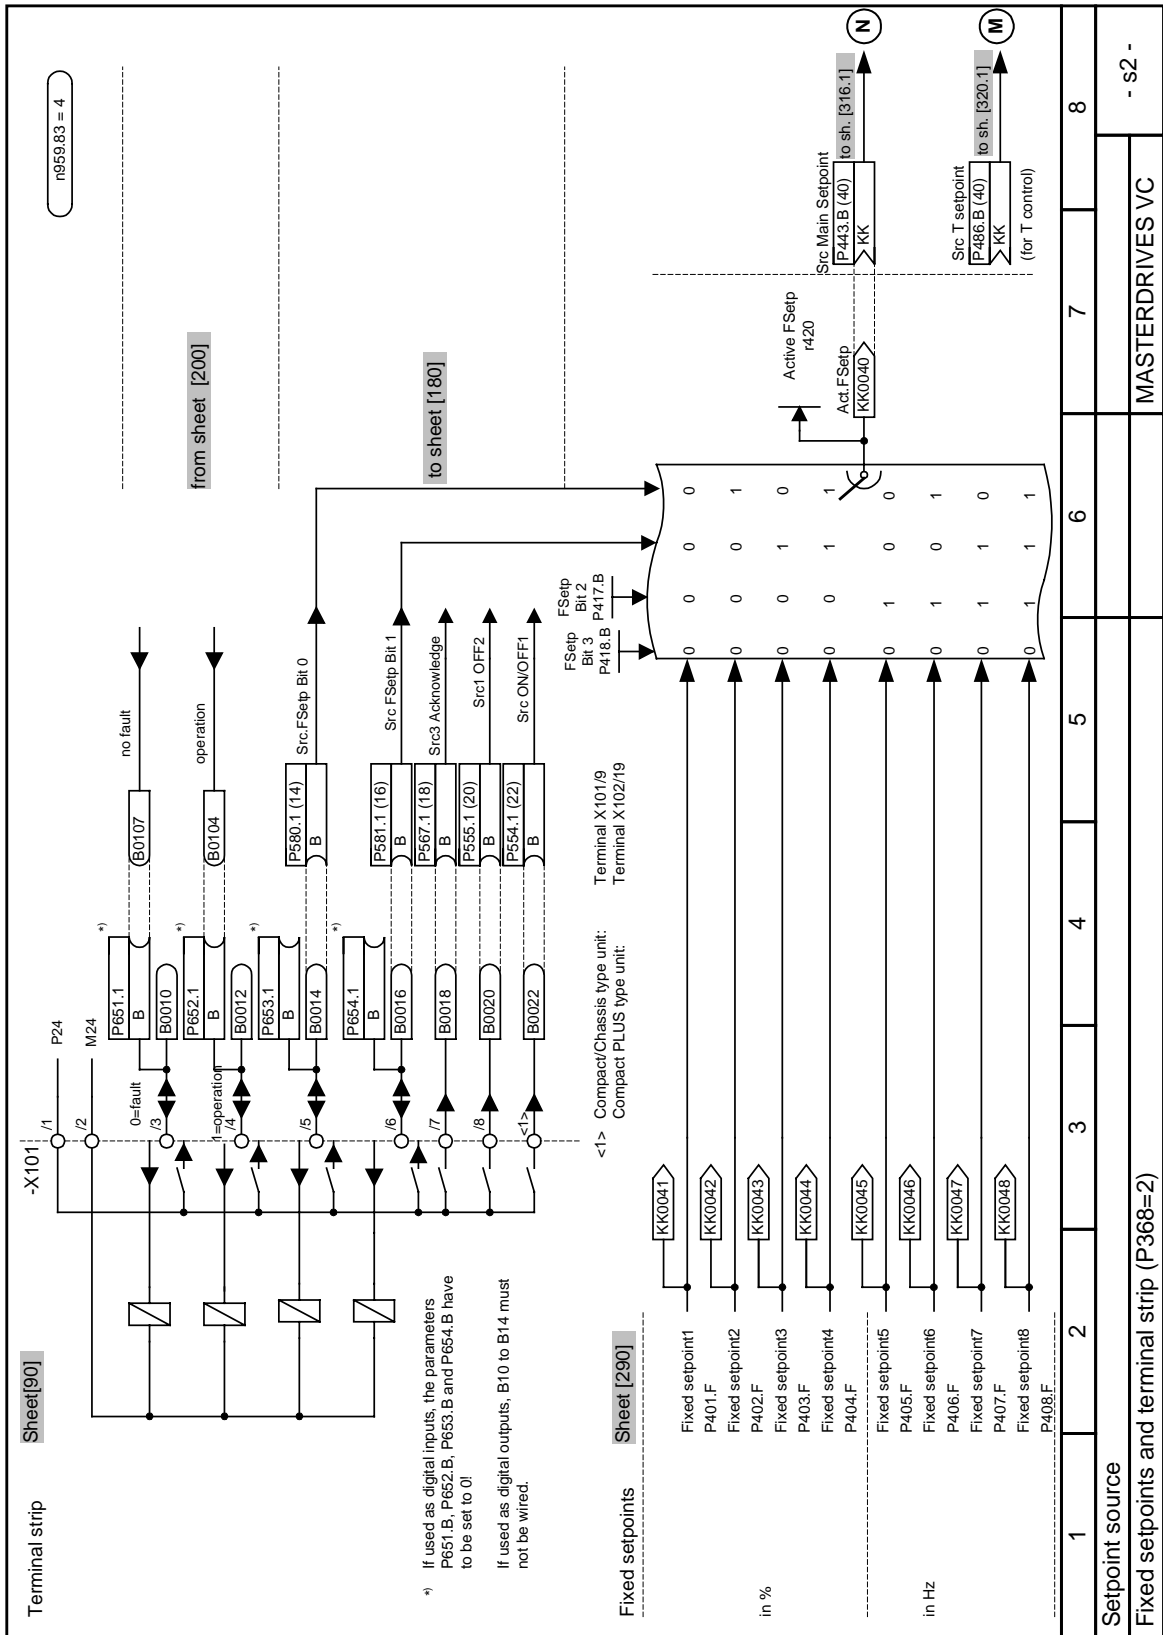 Terminal strip
Sheet[90]
n959.83 = 4
-X101
P24
M24
/1
/2
0=fault
/3
1=operation
/4
/5
/6
/7
/8
<1>
P651.1
B
*)
B0010
P652.1
B
*)
B0012
P653.1
B
*)
B0014
P654.1
B
*)
B0016
B0018
B0020
B0022
B0107
no fault
B0104
operation
from sheet [200]
P580.1 (14)
B
Src.FSetp Bit 0
P581.1 (16)
B
Src FSetp Bit 1
P567.1 (18)
B
Src3 Acknowledge
P555.1 (20)
B
Src1 OFF2
P554.1 (22)
B
Src ON/OFF1
to sheet [180]
*) If used as digital inputs, the parameters
P651.B, P652.B, P653.B and P654.B have
to be set to 0!
If used as digital outputs, B10 to B14 must
not be wired.
<1> Compact/Chassis type unit: Terminal X101/9
Compact PLUS type unit: Terminal X102/19
Fixed setpoints
Sheet [290]
in %
in Hz
Fixed setpoint1
P401.F
Fixed setpoint2
P402.F
Fixed setpoint3
P403.F
Fixed setpoint4
P404.F
Fixed setpoint5
P405.F
Fixed setpoint6
P406.F
Fixed setpoint7
P407.F
Fixed setpoint8
P408.F
KK0041
KK0042
KK0043
KK0044
KK0045
KK0046
KK0047
KK0048
FSetp
Bit 3
P418.B
FSetp
Bit 2
P417.B
0 0 0 0
0 0 0 1
0 0 1 0
0 0 1 1
0 1 0 0
0 1 0 1
0 1 1 0
0 1 1 1
Active FSetp
r420
Act.FSetp
KK0040
Src Main Setpoint
P443.B (40)
KK
to sh. [316.1]
N
Src T setpoint
P486.B (40)
KK
(for T control)
to sh. [320.1]
M
1 2 3 4 5 6 7 8
Setpoint source
Fixed setpoints and terminal strip (P368=2)
MASTERDRIVES VC
- s2 -